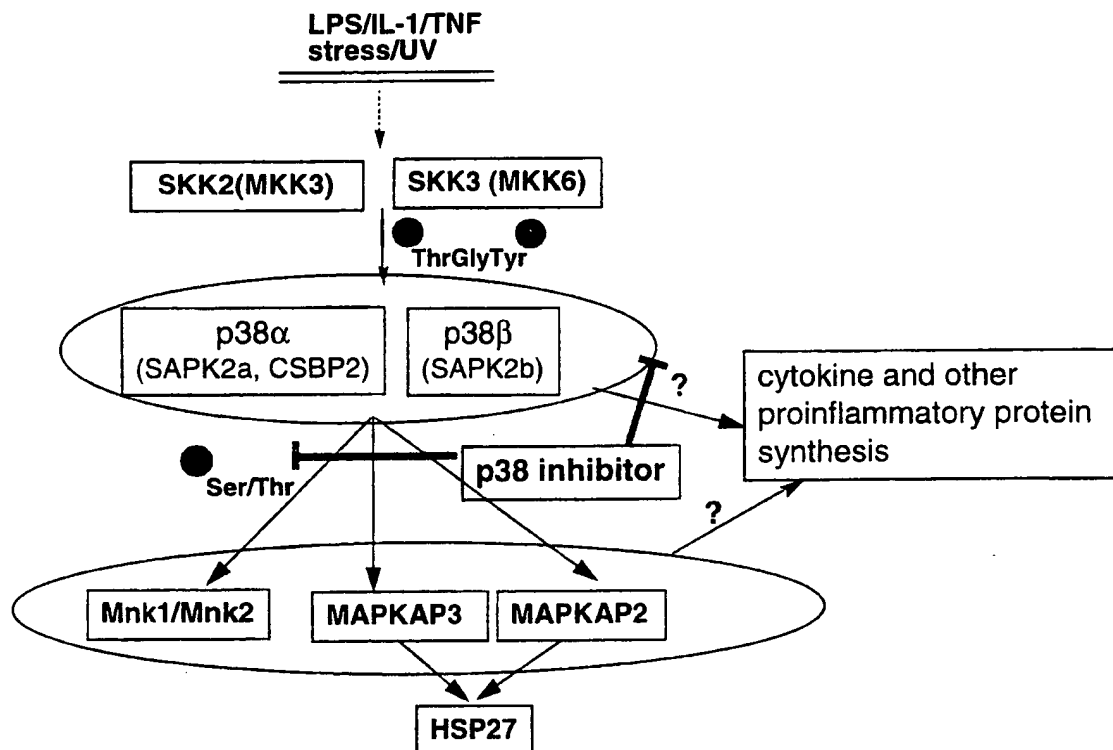 LPS/IL-1/TNF
stress/UV
SKK2(MKK3)
SKK3 (MKK6)
ThrGlyTyr
p38α
(SAPK2a, CSBP2)
p38β
(SAPK2b)
?
cytokine and other
proinflammatory protein
synthesis
p38 inhibitor
Ser/Thr
?
Mnk1/Mnk2
MAPKAP3
MAPKAP2
HSP27